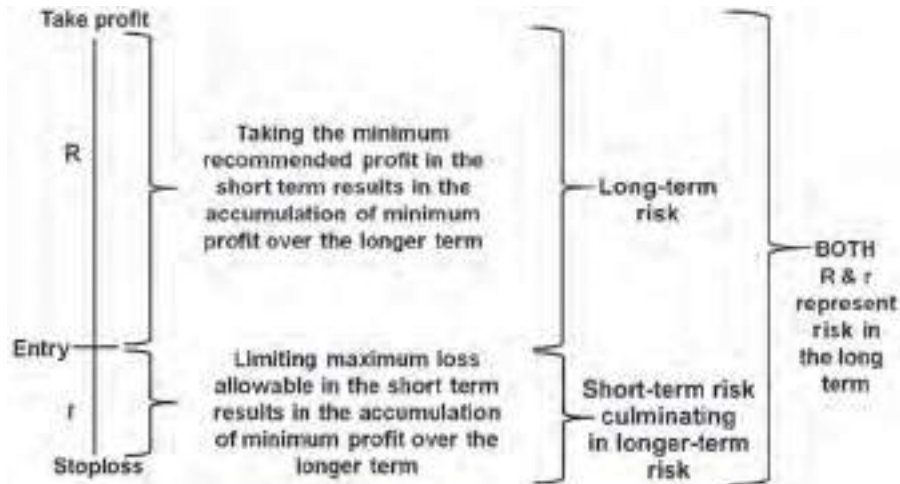 Take profit
R
Taking the minimum
recommended profit in the
short term results in the
accumulation of minimum
profit over the longer term
Long-term
risk
BOTH
R & r
represent
risk in
the long
term
Entry
r
Stoploss
Limiting maximum loss
allowable in the short term
results in the accumulation
of minimum profit over the
longer term
Short-term risk
culminating
in longer-term
risk